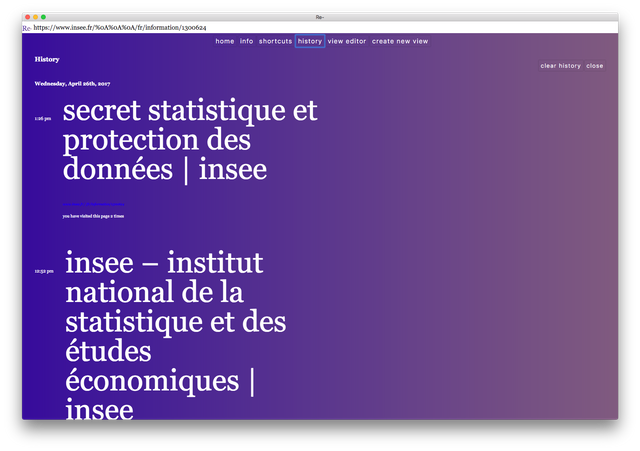 Re-
Re- https://www.insee.fr/%0A%0A%0A/fr/information/1300624
home info shortcuts history view editor create new view
History
clear history close
Wednesday, April 26th, 2017
1:26 pm
secret statistique et
protection des
données | insee
you have visited this page 2 times
12:52 pm
insee – institut
national de la
statistique et des
études
économiques |
insee